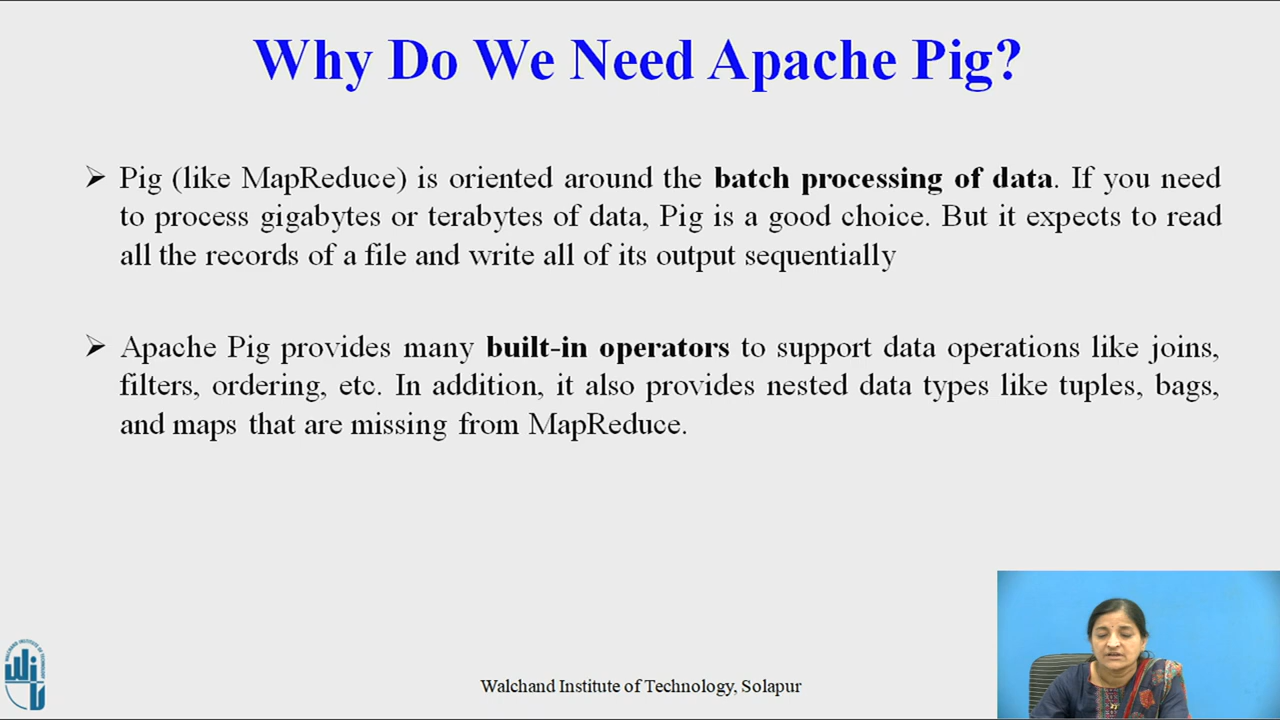 Why Do We Need Apache Pig?
➢ Pig (like MapReduce) is oriented around the batch processing of data. If you need
to process gigabytes or terabytes of data, Pig is a good choice. But it expects to read
all the records of a file and write all of its output sequentially
➢ Apache Pig provides many built-in operators to support data operations like joins,
filters, ordering, etc. In addition, it also provides nested data types like tuples, bags,
and maps that are missing from MapReduce.
WALCHAND INSTITUTE OF TECHNOLOGY
Walchand Institute of Technology, Solapur